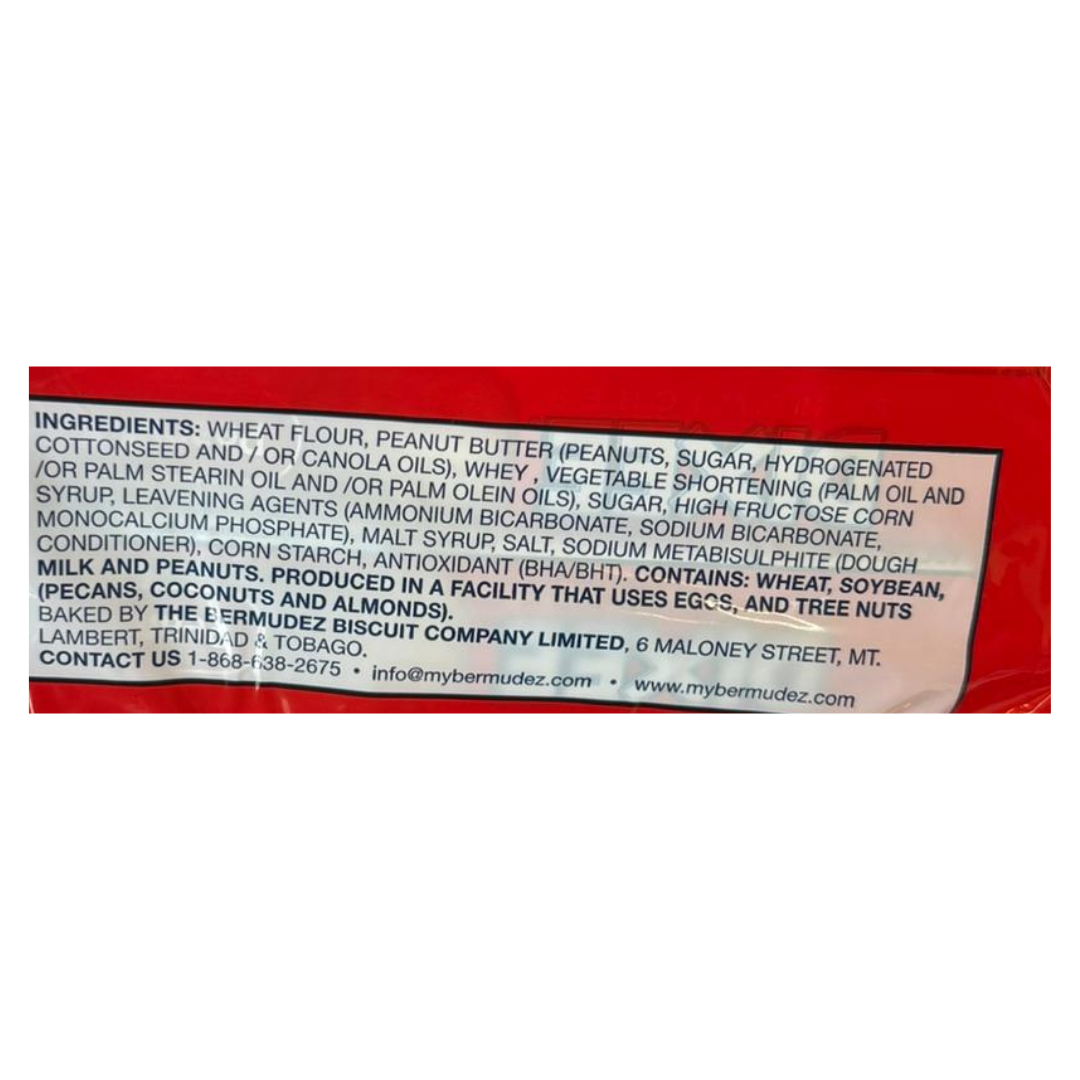 INGREDIENTS: WHEAT FLOUR, PEANUT BUTTER (PEANUTS, SUGAR, HYDROGENATED
COTTONSEED AND / OR CANOLA OILS), WHEY , VEGETABLE SHORTENING (PALM OIL AND
/OR PALM STEARIN OIL AND /OR PALM OLEIN OILS), SUGAR, HIGH FRUCTOSE CORN
SYRUP, LEAVENING AGENTS (AMMONIUM BICARBONATE, SODIUM BICARBONATE,
MONOCALCIUM PHOSPHATE), MALT SYRUP, SALT, SODIUM METABISULPHITE (DOUGH
CONDITIONER), CORN STARCH, ANTIOXIDANT (BHA/BHT). CONTAINS: WHEAT, SOYBEAN,
MILK AND PEANUTS. PRODUCED IN A FACILITY THAT USES EGGS, AND TREE NUTS
(PECANS, COCONUTS AND ALMONDS).
BAKED BY THE BERMUDEZ BISCUIT COMPANY LIMITED, 6 MALONEY STREET, MT.
LAMBERT, TRINIDAD & TOBAGO.
CONTACT US 1-868-638-2675 • info@mybermudez.com • www.mybermudez.com